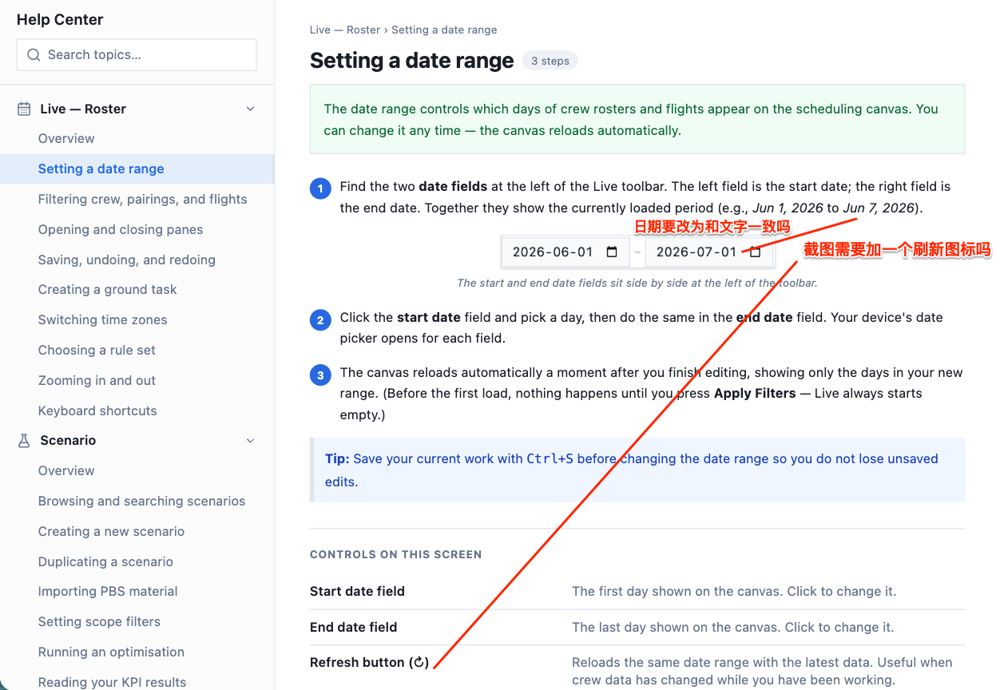 Help Center
Search topics...
Live — Roster
Overview
Setting a date range
Filtering crew, pairings, and flights
Opening and closing panes
Saving, undoing, and redoing
Creating a ground task
Switching time zones
Choosing a rule set
Zooming in and out
Keyboard shortcuts
Scenario
Overview
Browsing and searching scenarios
Creating a new scenario
Duplicating a scenario
Importing PBS material
Setting scope filters
Running an optimisation
Reading your KPI results
Live — Roster › Setting a date range
Setting a date range 3 steps
The date range controls which days of crew rosters and flights appear on the scheduling canvas. You
can change it any time — the canvas reloads automatically.
1 Find the two date fields at the left of the Live toolbar. The left field is the start date; the right field is
the end date. Together they show the currently loaded period (e.g., Jun 1, 2026 to Jun 7, 2026).
日期要改为和文字一致吗
截图需要加一个刷新图标吗
2026-06-01 ~ 2026-07-01
The start and end date fields sit side by side at the left of the toolbar.
2 Click the start date field and pick a day, then do the same in the end date field. Your device's date
picker opens for each field.
3 The canvas reloads automatically a moment after you finish editing, showing only the days in your new
range. (Before the first load, nothing happens until you press Apply Filters — Live always starts
empty.)
Tip: Save your current work with Ctrl+S before changing the date range so you do not lose unsaved
edits.
CONTROLS ON THIS SCREEN
Start date field The first day shown on the canvas. Click to change it.
End date field The last day shown on the canvas. Click to change it.
Refresh button (↻) Reloads the same date range with the latest data. Useful when
crew data has changed while you have been working.